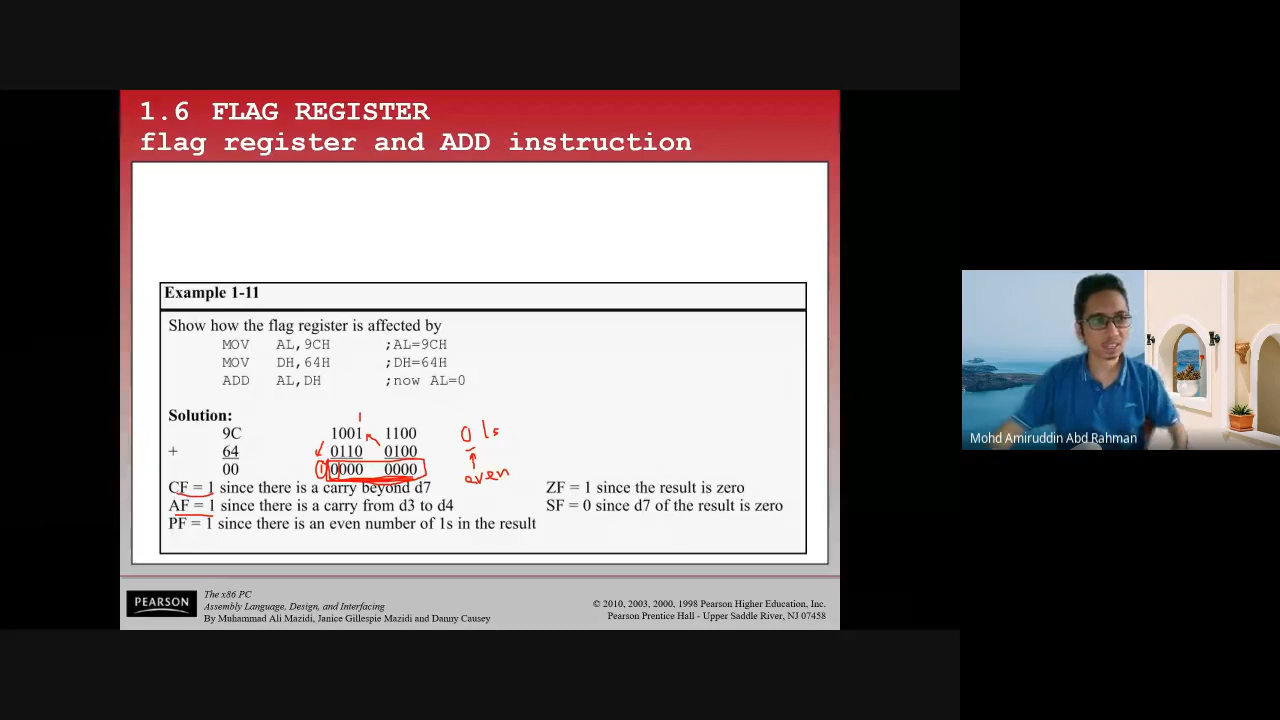 1.6 FLAG REGISTER
flag register and ADD instruction
Example 1-11
Show how the flag register is affected by
MOV AL,9CH ;AL=9CH
MOV DH,64H ;DH=64H
ADD AL,DH ;now AL=0
Solution:
1
9C 1001 1100 0 1s
+ 64 0110 0100
00 1 0000 0000 even
CF = 1 since there is a carry beyond d7 ZF = 1 since the result is zero
AF = 1 since there is a carry from d3 to d4 SF = 0 since d7 of the result is zero
PF = 1 since there is an even number of 1s in the result
PEARSON
The x86 PC
Assembly Language, Design, and Interfacing
By Muhammad Ali Mazidi, Janice Gillespie Mazidi and Danny Causey
© 2010, 2003, 2000, 1998 Pearson Higher Education, Inc.
Pearson Prentice Hall - Upper Saddle River, NJ 07458
Mohd Amiruddin Abd Rahman